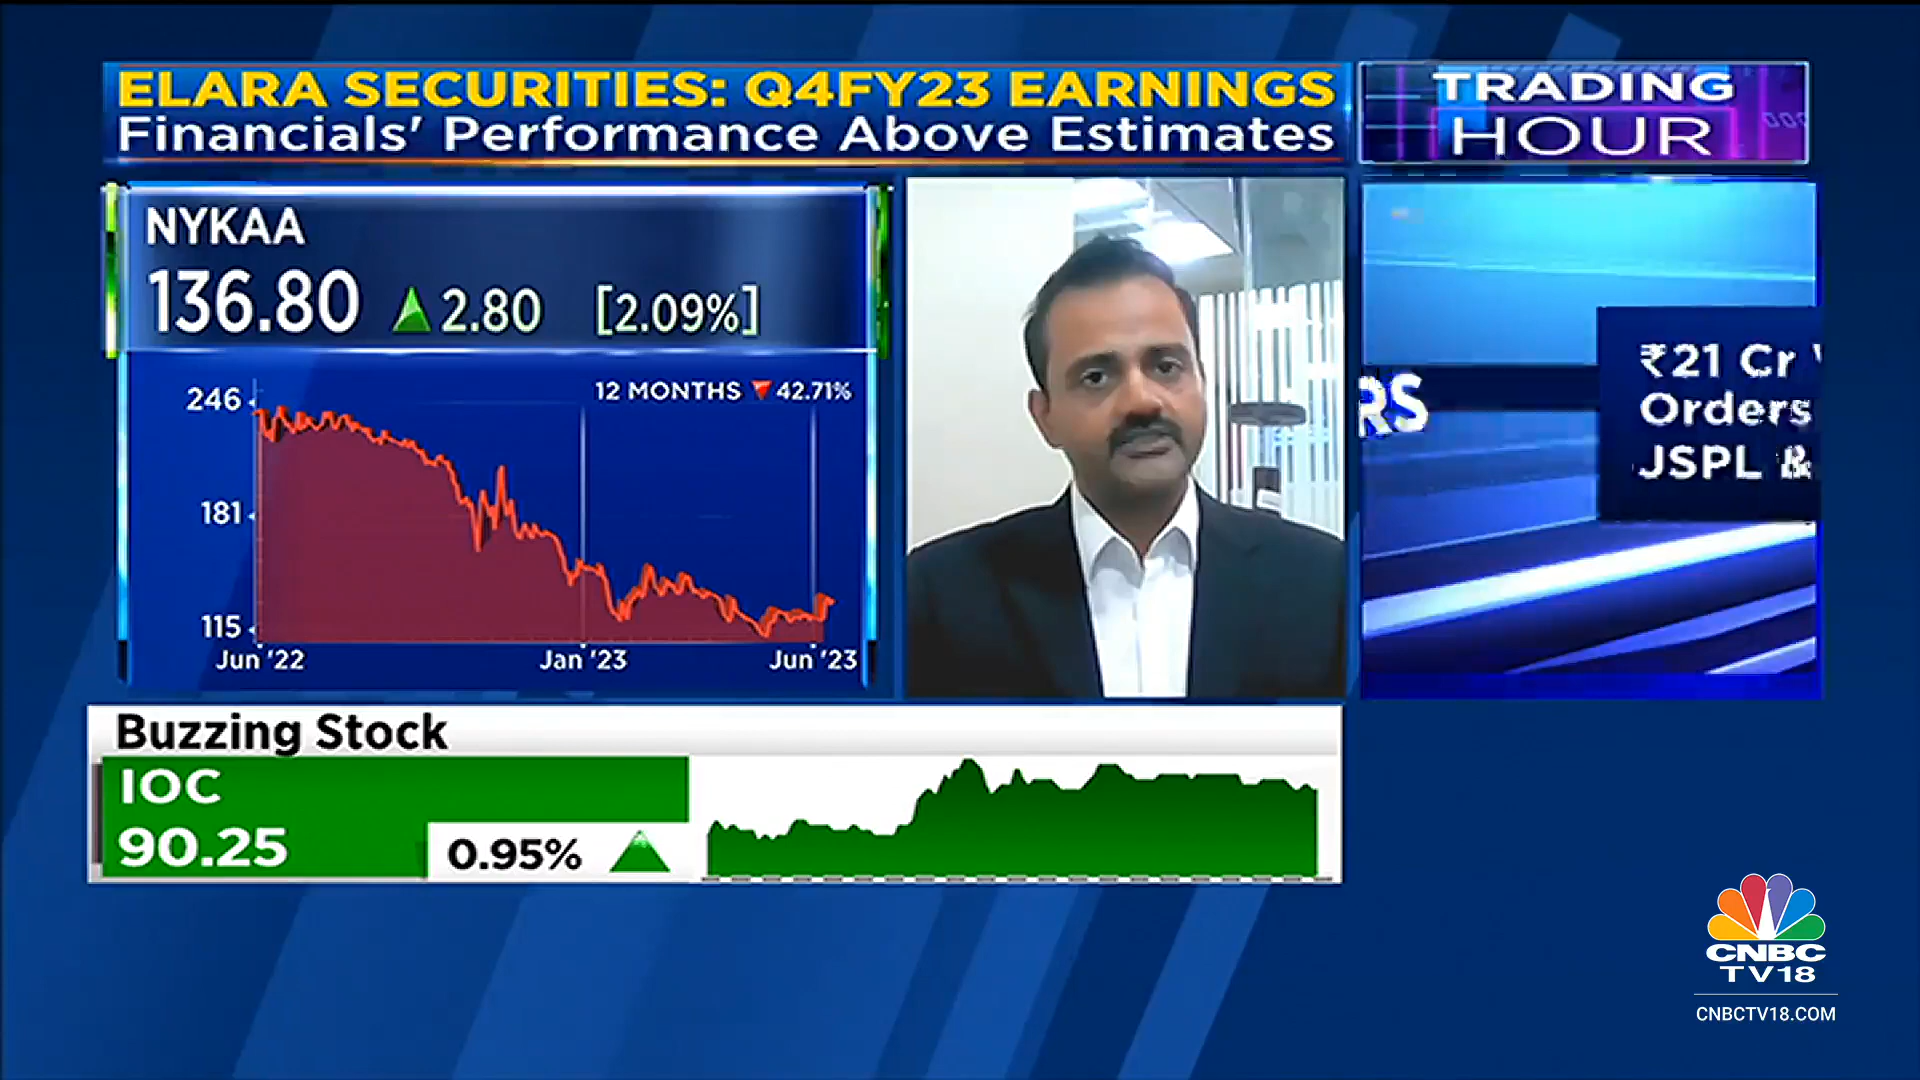 ELARA SECURITIES: Q4FY23 EARNINGS
Financials' Performance Above Estimates
TRADING
HOUR
NYKAA
136.80 ▲ 2.80 [2.09%]
12 MONTHS ▼ 42.71%
246
181
115
Jun '22 Jan '23 Jun '23
RS
₹21 Cr
Orders
JSPL &
Buzzing Stock
IOC
90.25 0.95% ▲
CNBC
TV18
CNBCTV18.COM